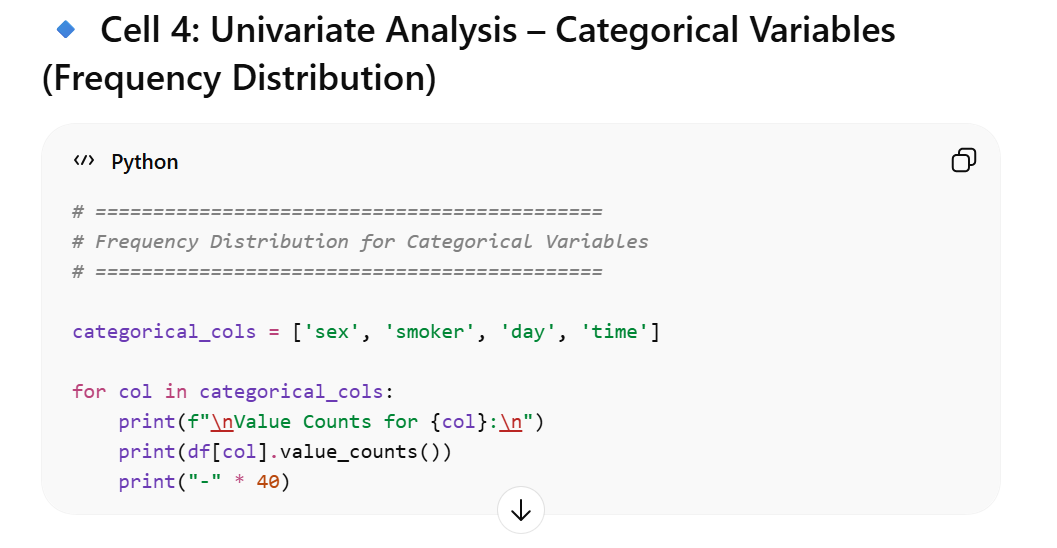 🔹 Cell 4: Univariate Analysis – Categorical Variables
(Frequency Distribution)
</> Python
# ============================================
# Frequency Distribution for Categorical Variables
# ============================================
categorical_cols = ['sex', 'smoker', 'day', 'time']
for col in categorical_cols:
    print(f"\nValue Counts for {col}:\n")
    print(df[col].value_counts())
    print("-" * 40)